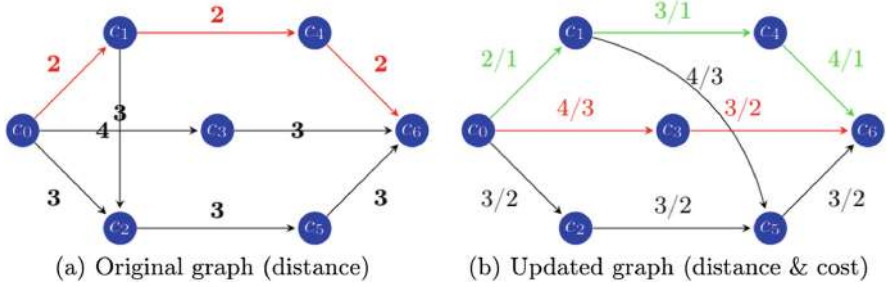 2 3/1
c1 c4 c1 c4
2 2 2/1 4/1
3 4/3
4/3 3/2
c0 4 c3 3 c6 c0 c3 c6
3 3 3/2 3/2 3/2
3
c2 c5 c2 c5
(a) Original graph (distance) (b) Updated graph (distance & cost)